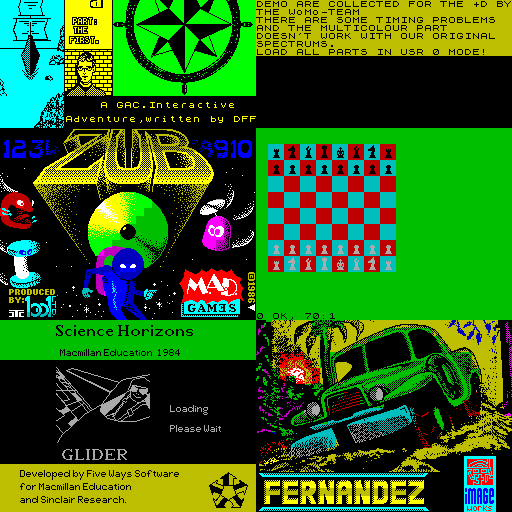 PART:
THE
FIRST.
A GAC.Interactive
Adventure,written by DFF
DEMO ARE COLLECTED FOR THE +D BY
THE WoMo-TEAM
THERE ARE SOME TIMING PROBLEMS
AND THE MULTICOLOUR PART
DOESN'T WORK WITH OUR ORIGINAL
SPECTRUMS.
LOAD ALL PARTS IN USR 0 MODE!
ZUB
PRODUCED
BY:
MAD
GAMES
©1986
0 OK, 70:1
Science Horizons
Macmillan Education 1984
Loading
Please Wait
GLIDER
Developed by Five Ways Software
for Macmillan Education
and Sinclair Research.
FERNANDEZ
IMAGE
WORKS